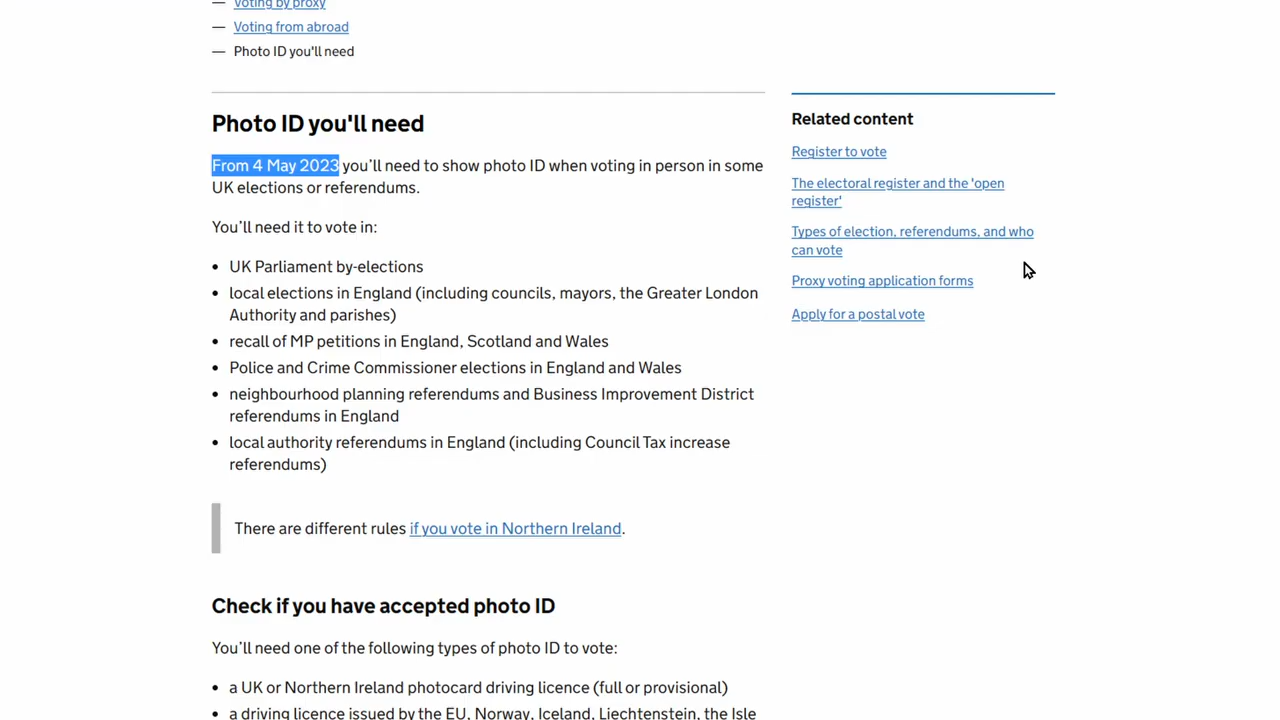 — Voting by proxy
— Voting from abroad
— Photo ID you'll need
Photo ID you'll need
From 4 May 2023 you’ll need to show photo ID when voting in person in some
UK elections or referendums.
You’ll need it to vote in:
• UK Parliament by-elections
• local elections in England (including councils, mayors, the Greater London
Authority and parishes)
• recall of MP petitions in England, Scotland and Wales
• Police and Crime Commissioner elections in England and Wales
• neighbourhood planning referendums and Business Improvement District
referendums in England
• local authority referendums in England (including Council Tax increase
referendums)
There are different rules if you vote in Northern Ireland.
Check if you have accepted photo ID
You’ll need one of the following types of photo ID to vote:
• a UK or Northern Ireland photocard driving licence (full or provisional)
• a driving licence issued by the EU, Norway, Iceland, Liechtenstein, the Isle
Related content
Register to vote
The electoral register and the 'open
register'
Types of election, referendums, and who
can vote
Proxy voting application forms
Apply for a postal vote